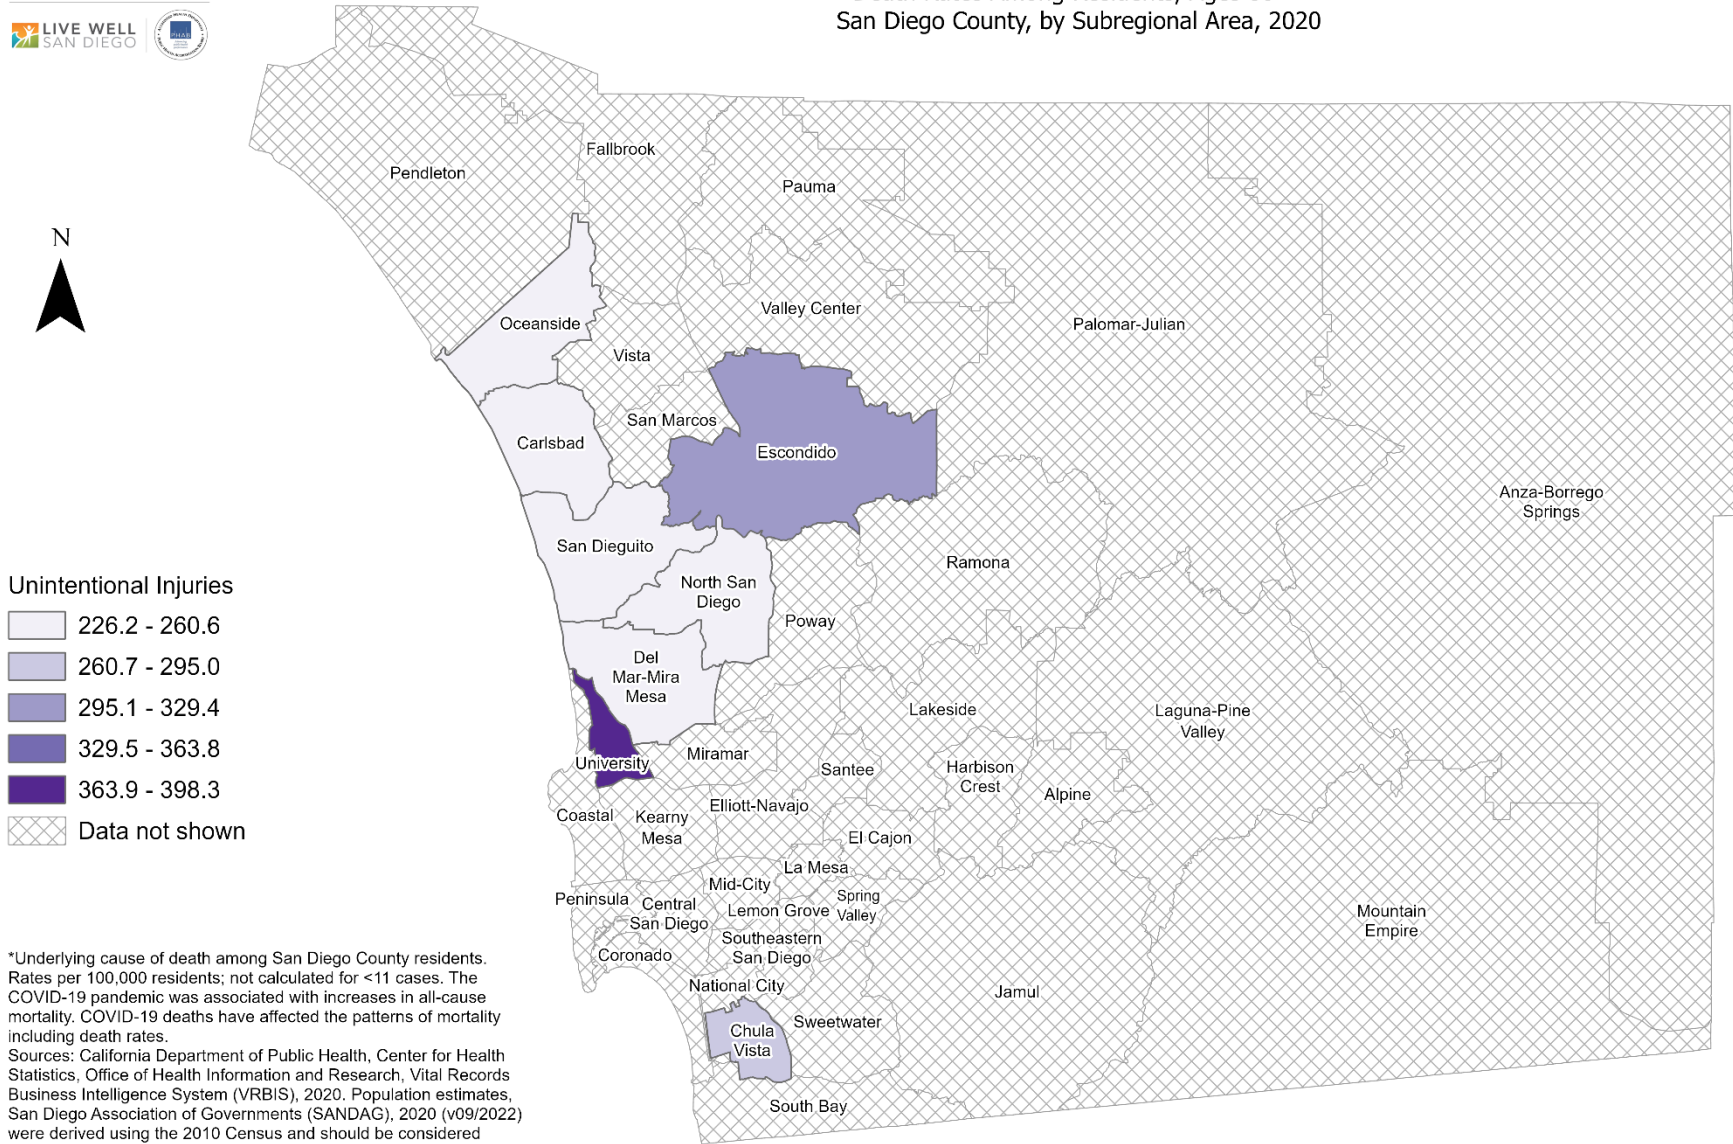 San Diego County, by Subregional Area, 2020
LIVE WELL
SAN DIEGO
PHAB
Fallbrook
Pendleton
Pauma
N
Valley Center
Oceanside
Palomar-Julian
Vista
San Marcos
Carlsbad
Escondido
Anza-Borrego
Springs
San Dieguito
Ramona
North San
Diego
Poway
Del
Mar-Mira
Mesa
Lakeside
Laguna-Pine
Valley
Miramar
University
Santee
Harbison
Crest
Alpine
Elliott-Navajo
Coastal
Kearny
Mesa
El Cajon
La Mesa
Mid-City
Peninsula
Central
San Diego
Spring
Valley
Lemon Grove
Mountain
Empire
Southeastern
San Diego
Coronado
National City
Jamul
Sweetwater
Chula
Vista
South Bay
Unintentional Injuries
226.2 - 260.6
260.7 - 295.0
295.1 - 329.4
329.5 - 363.8
363.9 - 398.3
Data not shown
*Underlying cause of death among San Diego County residents.
Rates per 100,000 residents; not calculated for <11 cases. The
COVID-19 pandemic was associated with increases in all-cause
mortality. COVID-19 deaths have affected the patterns of mortality
including death rates.
Sources: California Department of Public Health, Center for Health
Statistics, Office of Health Information and Research, Vital Records
Business Intelligence System (VRBIS), 2020. Population estimates,
San Diego Association of Governments (SANDAG), 2020 (v09/2022)
were derived using the 2010 Census and should be considered